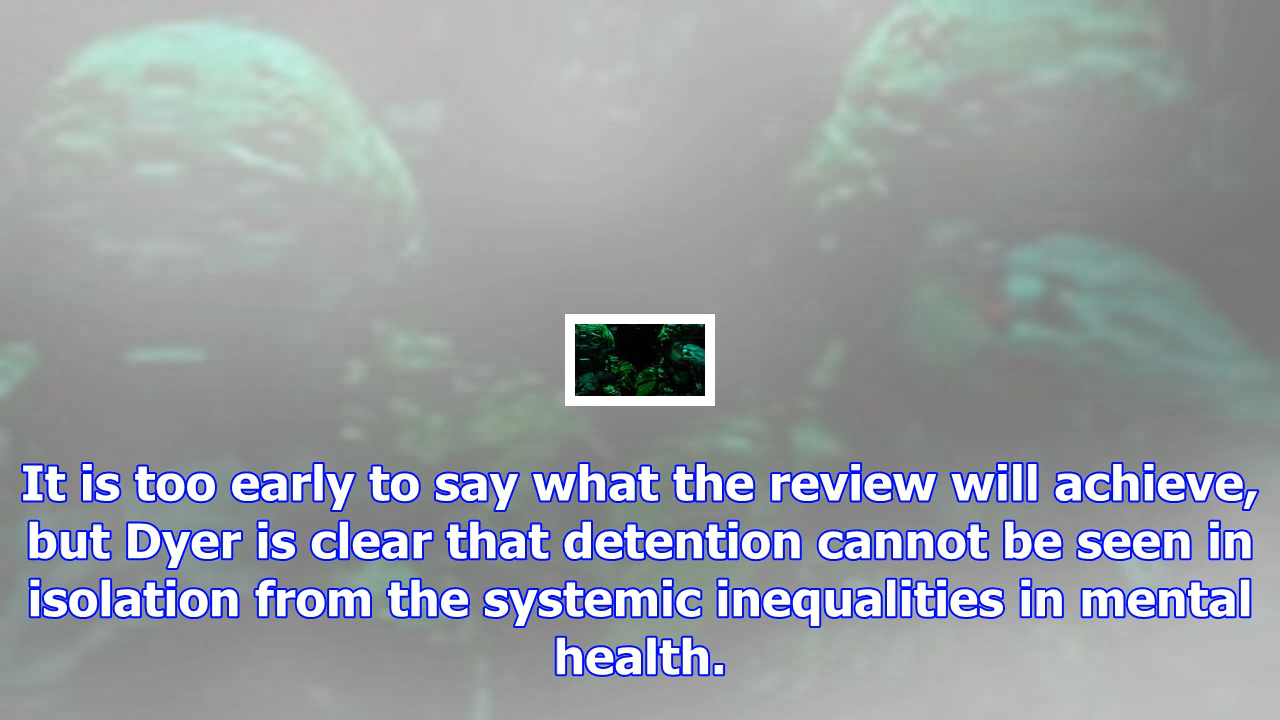 It is too early to say what the review will achieve,
but Dyer is clear that detention cannot be seen in
isolation from the systemic inequalities in mental
health.